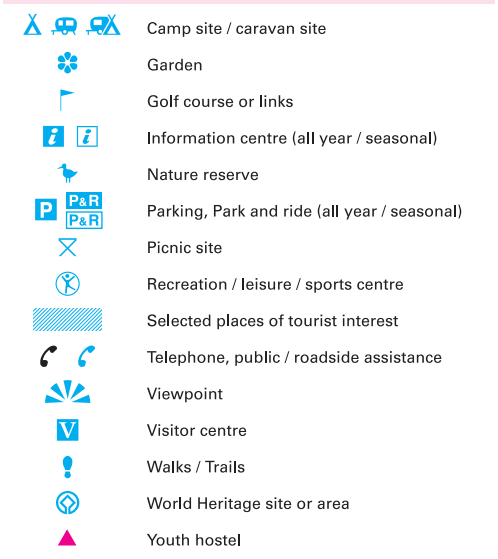 Camp site / caravan site
Garden
Golf course or links
i i Information centre (all year / seasonal)
Nature reserve
P P&R P&R Parking, Park and ride (all year / seasonal)
Picnic site
Recreation / leisure / sports centre
Selected places of tourist interest
Telephone, public / roadside assistance
Viewpoint
V Visitor centre
Walks / Trails
World Heritage site or area
Youth hostel